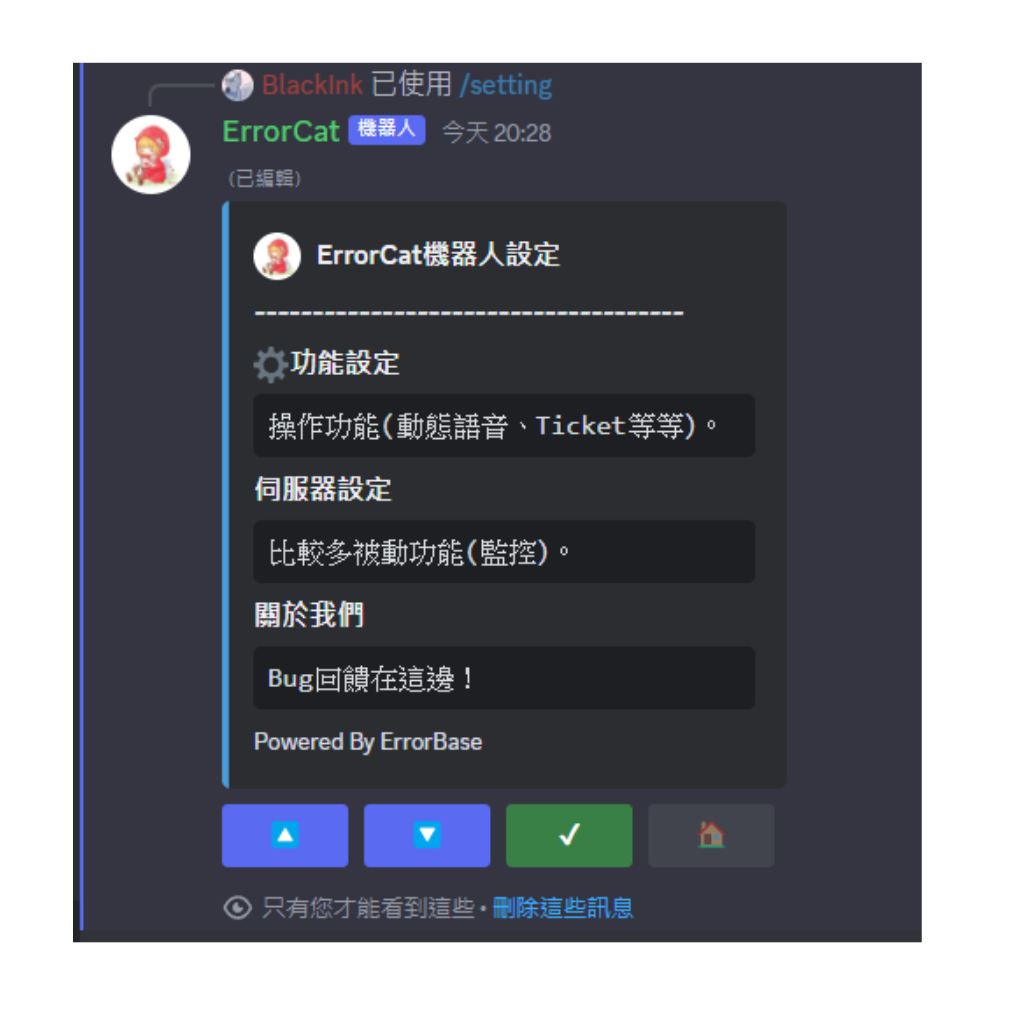 BlackInk 已使用 /setting
ErrorCat 機器人 今天 20:28
(已編輯)
ErrorCat機器人設定
-------------------------------------
功能設定
操作功能(動態語音、Ticket等等)。
伺服器設定
比較多被動功能(監控)。
關於我們
Bug回饋在這邊！
Powered By ErrorBase
只有您才能看到這些 • 刪除這些訊息